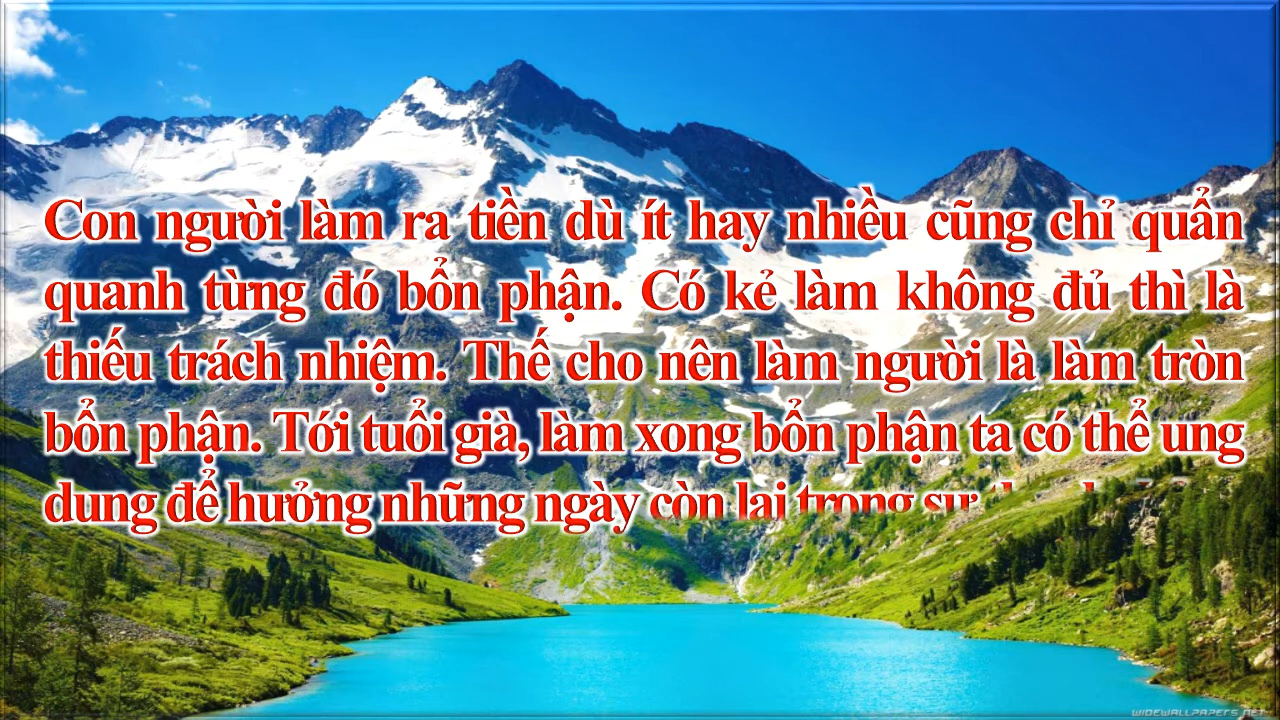 Con người làm ra tiền dù ít hay nhiều cũng chỉ quẩn
quanh từng đó bổn phận. Có kẻ làm không đủ thì là
thiếu trách nhiệm. Thế cho nên làm người là làm tròn
bổn phận. Tới tuổi già, làm xong bổn phận ta có thể ung
dung để hưởng những ngày còn lại trong sự
WIDEWALLPAPERS.NET